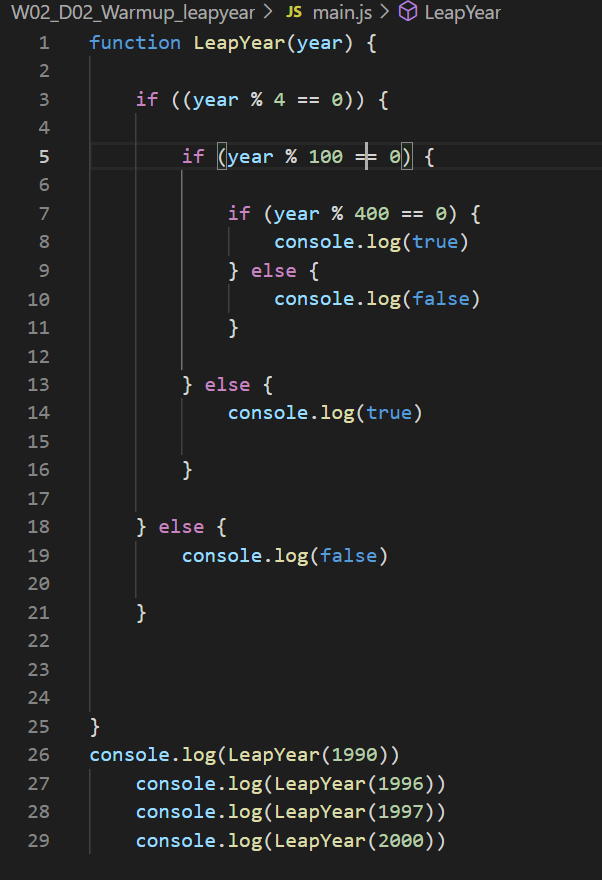 W02_D02_Warmup_leapyear > JS main.js > LeapYear
1 function LeapYear(year) {
2
3     if ((year % 4 == 0)) {
4
5         if (year % 100 == 0) {
6
7             if (year % 400 == 0) {
8                 console.log(true)
9             } else {
10                 console.log(false)
11             }
12
13         } else {
14             console.log(true)
15
16         }
17
18     } else {
19         console.log(false)
20
21     }
22
23
24
25 }
26 console.log(LeapYear(1990))
27     console.log(LeapYear(1996))
28     console.log(LeapYear(1997))
29     console.log(LeapYear(2000))